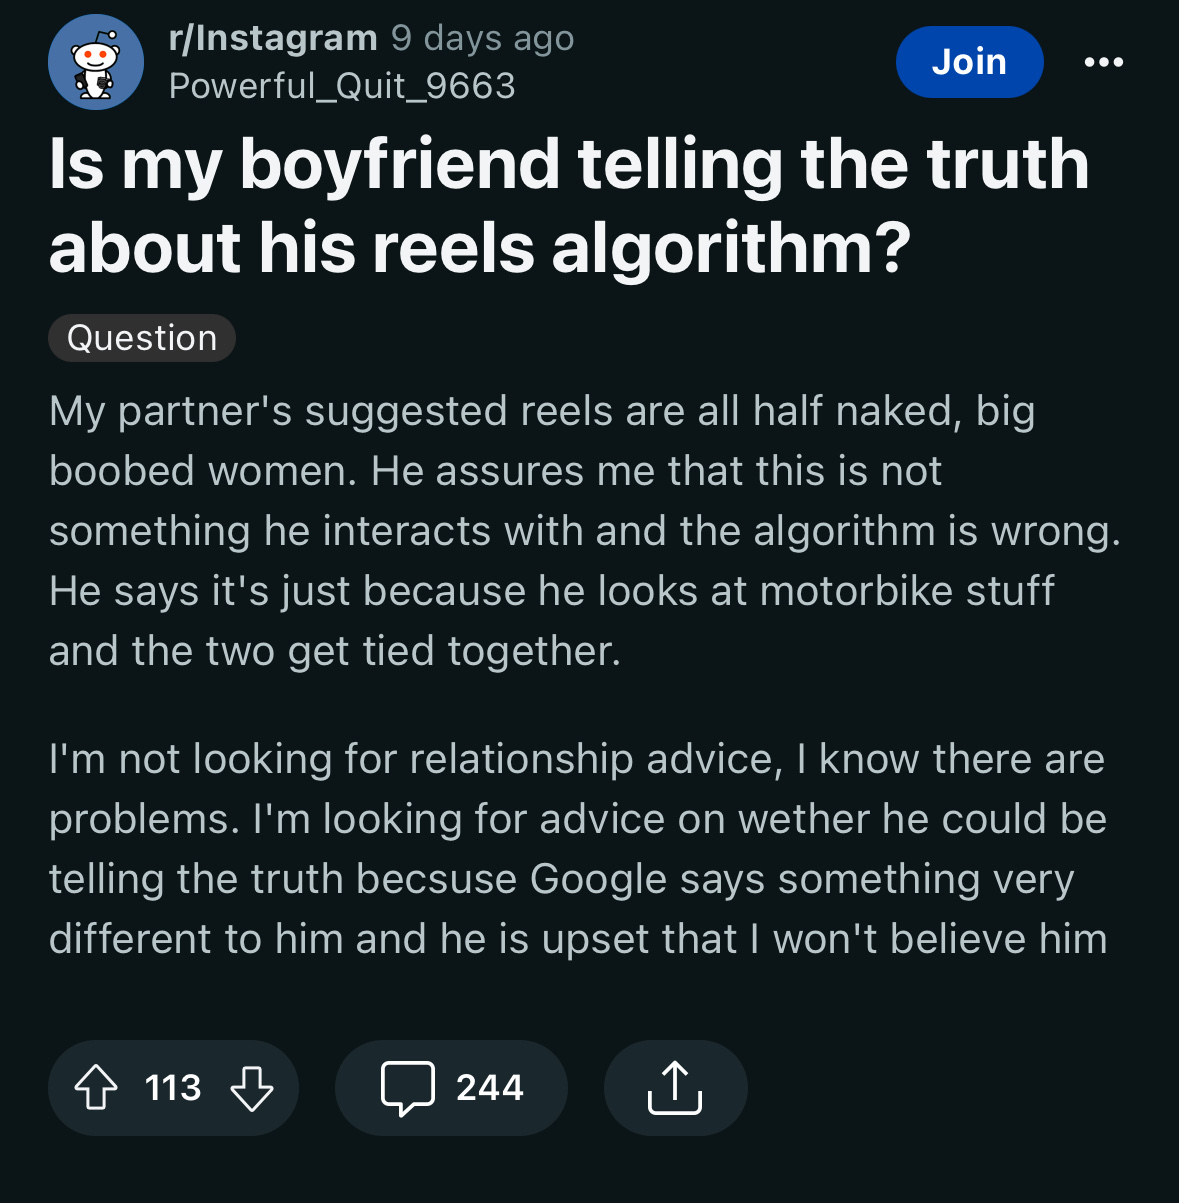 r/Instagram 9 days ago
Powerful_Quit_9663
Join
Is my boyfriend telling the truth
about his reels algorithm?
Question
My partner's suggested reels are all half naked, big
boobed women. He assures me that this is not
something he interacts with and the algorithm is wrong.
He says it's just because he looks at motorbike stuff
and the two get tied together.
I'm not looking for relationship advice, I know there are
problems. I'm looking for advice on wether he could be
telling the truth becsuse Google says something very
different to him and he is upset that I won't believe him
113
244